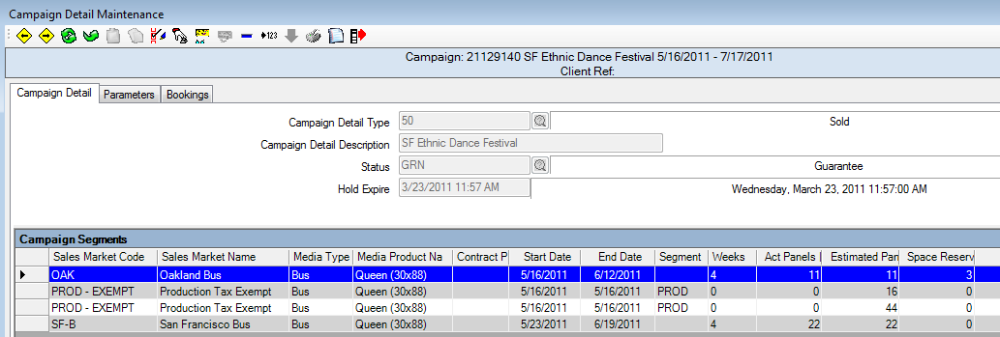 Campaign Detail Maintenance
123
Campaign: 21129140 SF Ethnic Dance Festival 5/16/2011 - 7/17/2011
Client Ref:
Campaign Detail Parameters Bookings
Campaign Detail Type 50 Sold
Campaign Detail Description SF Ethnic Dance Festival
Status GRN Guarantee
Hold Expire 3/23/2011 11:57 AM Wednesday, March 23, 2011 11:57:00 AM
Campaign Segments
Sales Market Code Sales Market Name Media Type Media Product Na Contract P Start Date End Date Segment Weeks Act Panels Estimated Pan Space Reserv
OAK Oakland Bus Bus Queen (30x88) 5/16/2011 6/12/2011 4 11 11 3
PROD - EXEMPT Production Tax Exempt Bus Queen (30x88) 5/16/2011 5/16/2011 PROD 0 0 16 0
PROD - EXEMPT Production Tax Exempt Bus Queen (30x88) 5/16/2011 5/16/2011 PROD 0 0 44 0
SF-B San Francisco Bus Bus Queen (30x88) 5/23/2011 6/19/2011 4 22 22 0